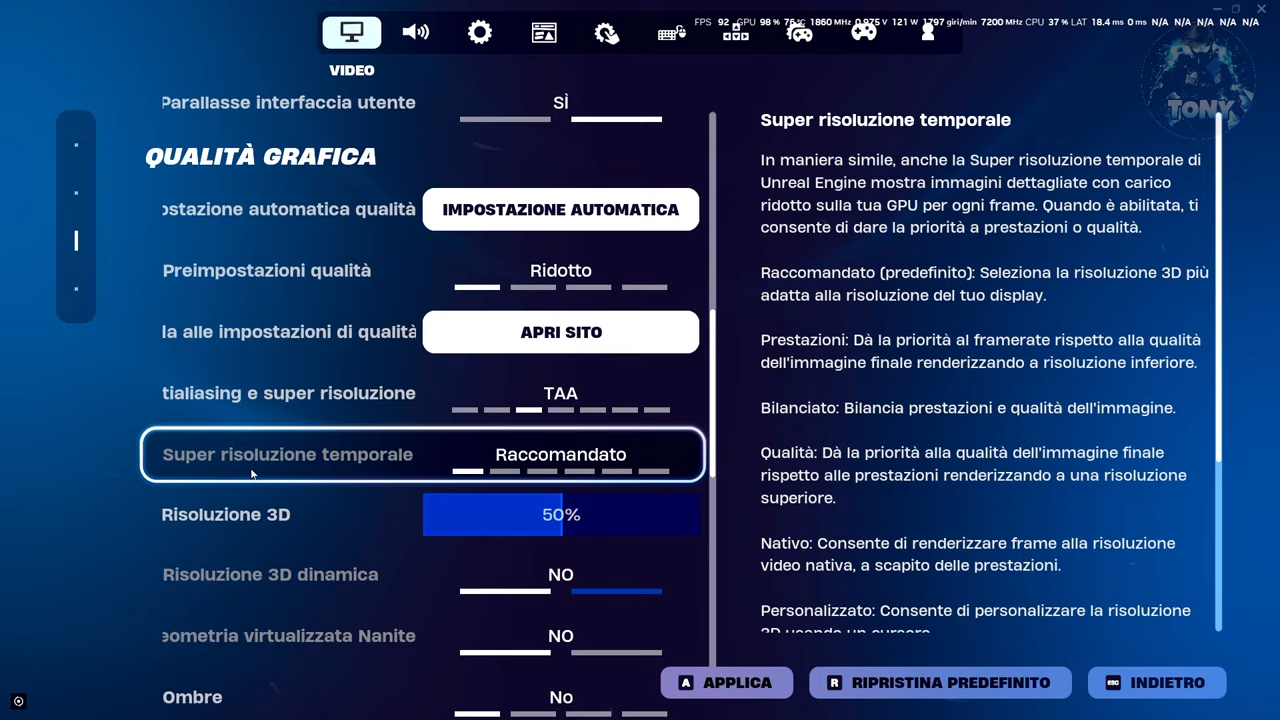 FPS 92 GPU 98 % 76 °C 1860 MHz 0.975 V 121 W 1797 giri/min 7200 MHz CPU 37 % LAT 18.4 ms 0 ms N/A N/A N/A N/A N/A
VIDEO
TONY
Parallasse interfaccia utente
SÌ
QUALITÀ GRAFICA
ostazione automatica qualità
IMPOSTAZIONE AUTOMATICA
Preimpostazioni qualità
Ridotto
la alle impostazioni di qualità
APRI SITO
tialiasing e super risoluzione
TAA
Super risoluzione temporale
Raccomandato
Risoluzione 3D
50%
Risoluzione 3D dinamica
NO
eometria virtualizzata Nanite
NO
Ombre
No
Super risoluzione temporale
In maniera simile, anche la Super risoluzione temporale di
Unreal Engine mostra immagini dettagliate con carico
ridotto sulla tua GPU per ogni frame. Quando è abilitata, ti
consente di dare la priorità a prestazioni o qualità.
Raccomandato (predefinito): Seleziona la risoluzione 3D più
adatta alla risoluzione del tuo display.
Prestazioni: Dà la priorità al framerate rispetto alla qualità
dell'immagine finale renderizzando a risoluzione inferiore.
Bilanciato: Bilancia prestazioni e qualità dell'immagine.
Qualità: Dà la priorità alla qualità dell'immagine finale
rispetto alle prestazioni renderizzando a una risoluzione
superiore.
Nativo: Consente di renderizzare frame alla risoluzione
video nativa, a scapito delle prestazioni.
Personalizzato: Consente di personalizzare la risoluzione
3D usando un cursore.
A APPLICA
R RIPRISTINA PREDEFINITO
ESC INDIETRO